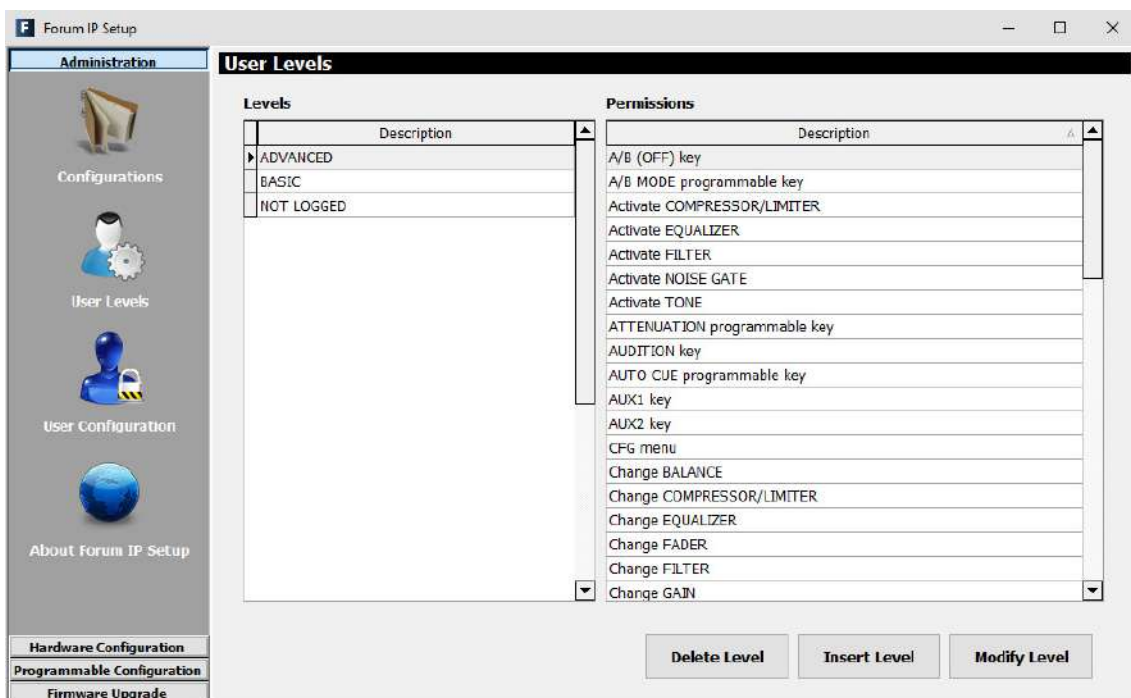 Forum IP Setup
Administration
Configurations
User Levels
User Configuration
About Forum IP Setup
Hardware Configuration
Programmable Configuration
Firmware Upgrade
User Levels
Levels
Description
ADVANCED
BASIC
NOT LOGGED
Permissions
Description
A/B (OFF) key
A/B MODE programmable key
Activate COMPRESSOR/LIMITER
Activate EQUALIZER
Activate FILTER
Activate NOISE GATE
Activate TONE
ATTENUATION programmable key
AUDITION key
AUTO CUE programmable key
AUX1 key
AUX2 key
CFG menu
Change BALANCE
Change COMPRESSOR/LIMITER
Change EQUALIZER
Change FADER
Change FILTER
Change GAIN
Delete Level
Insert Level
Modify Level